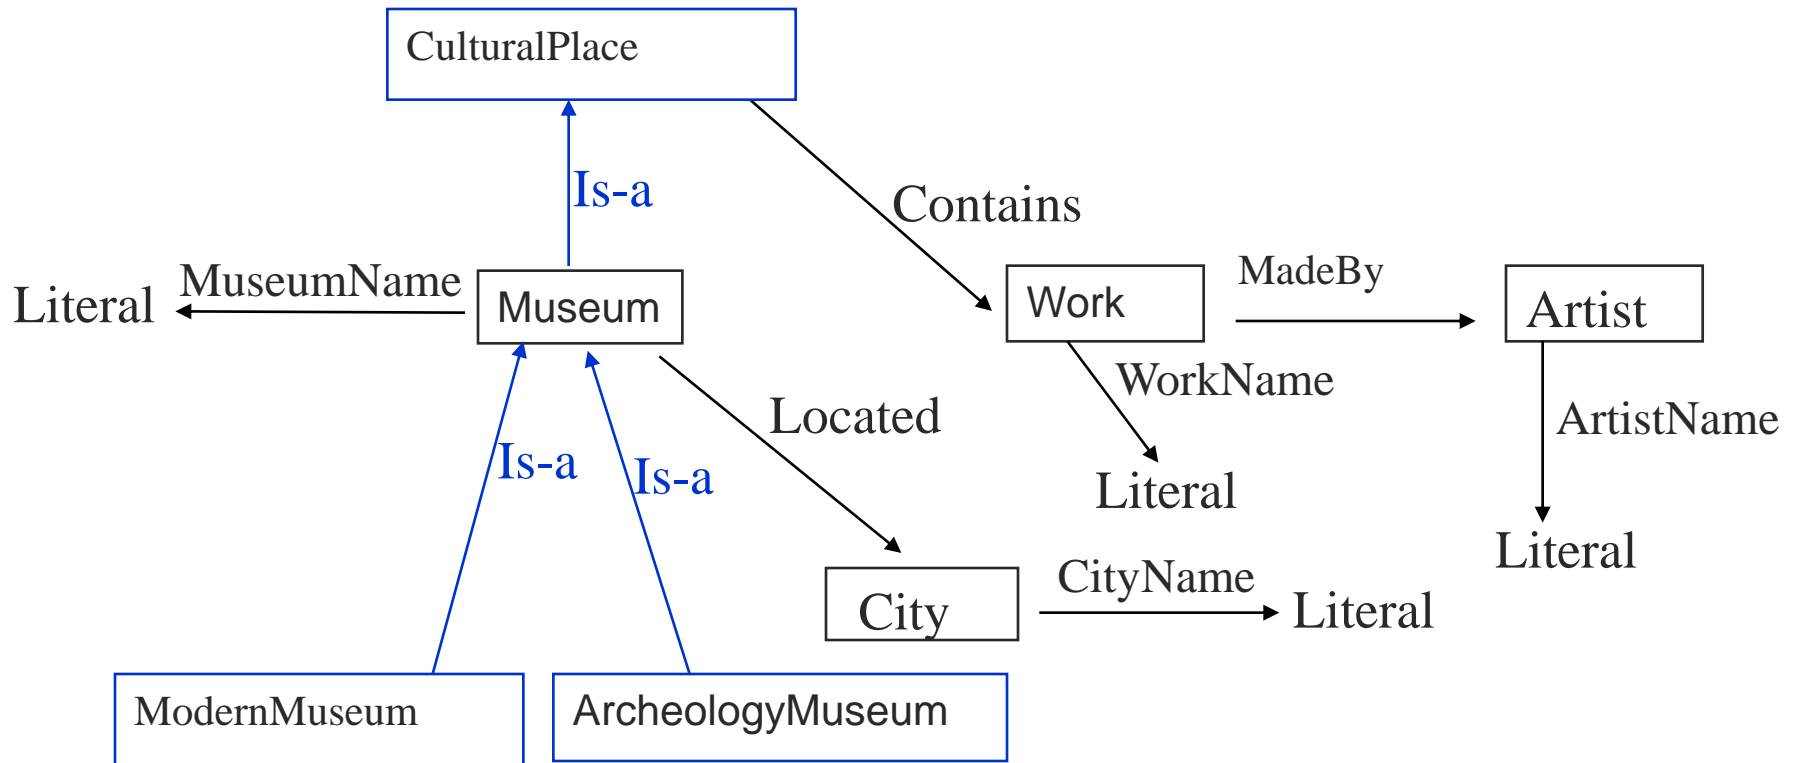 CulturalPlace
Is-a
Contains
MuseumName
MadeBy
Literal
Museum
Work
Artist
WorkName
Located
ArtistName
Is-a
Is-a
Literal
Literal
CityName
City
Literal
ModernMuseum
ArcheologyMuseum